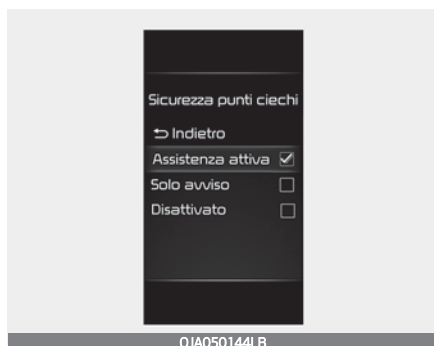 Sicurezza punti ciechi
Indietro
Assistenza attiva
Solo avviso
Disattivato
OJA050144LB